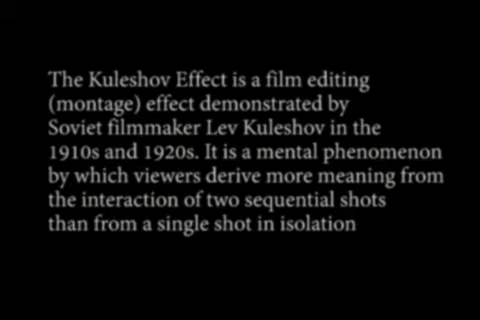 The Kuleshov Effect is a film editing
(montage) effect demonstrated by
Soviet filmmaker Lev Kuleshov in the
1910s and 1920s. It is a mental phenomenon
by which viewers derive more meaning from
the interaction of two sequential shots
than from a single shot in isolation